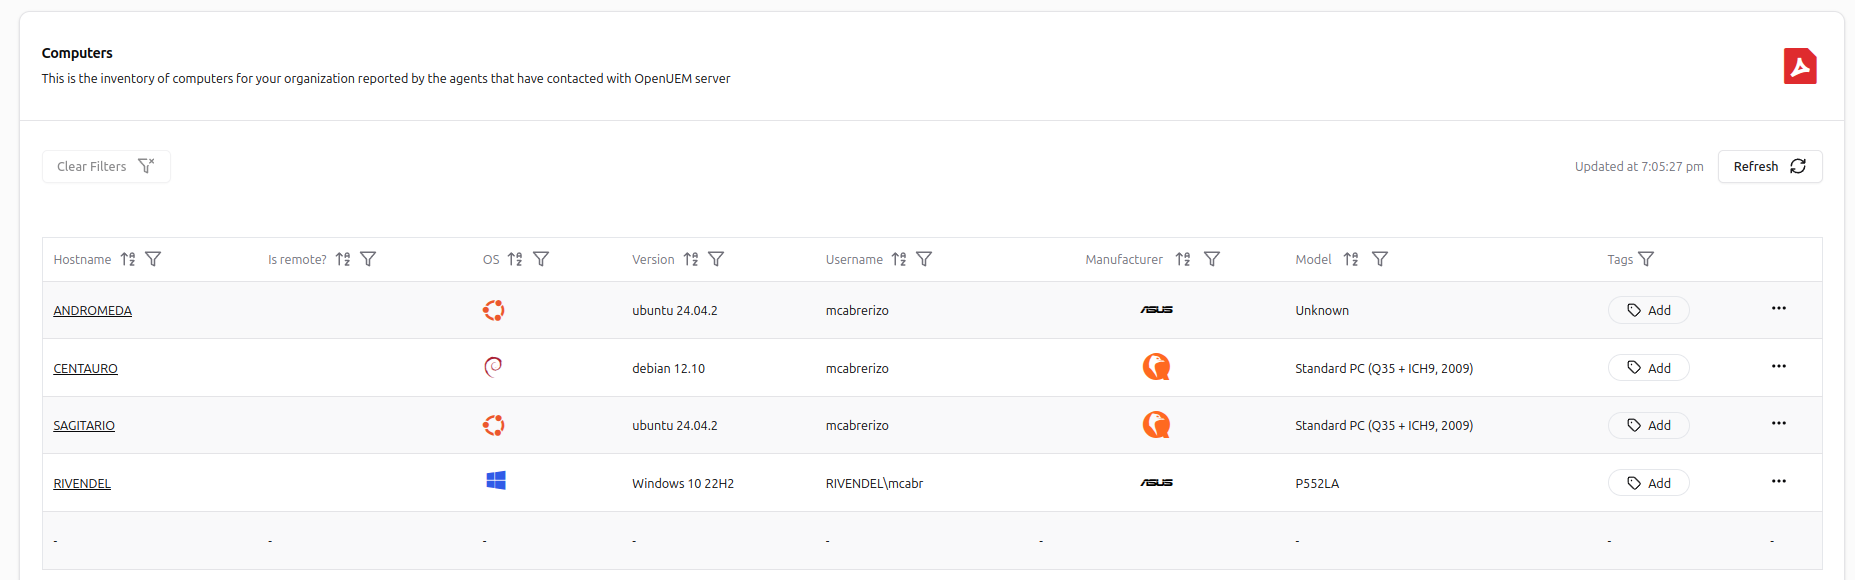 Computers
This is the inventory of computers for your organization reported by the agents that have contacted with OpenUEM server
Clear Filters
Updated at 7:05:27 pm Refresh
Hostname Is remote? OS Version Username Manufacturer Model Tags
ANDROMEDA ubuntu 24.04.2 mcabrerizo ASUS Unknown Add ...
CENTAURO debian 12.10 mcabrerizo Standard PC (Q35 + ICH9, 2009) Add ...
SAGITARIO ubuntu 24.04.2 mcabrerizo Standard PC (Q35 + ICH9, 2009) Add ...
RIVENDEL Windows 10 22H2 RIVENDEL\mcabr ASUS P552LA Add ...
- - - - - - - - -